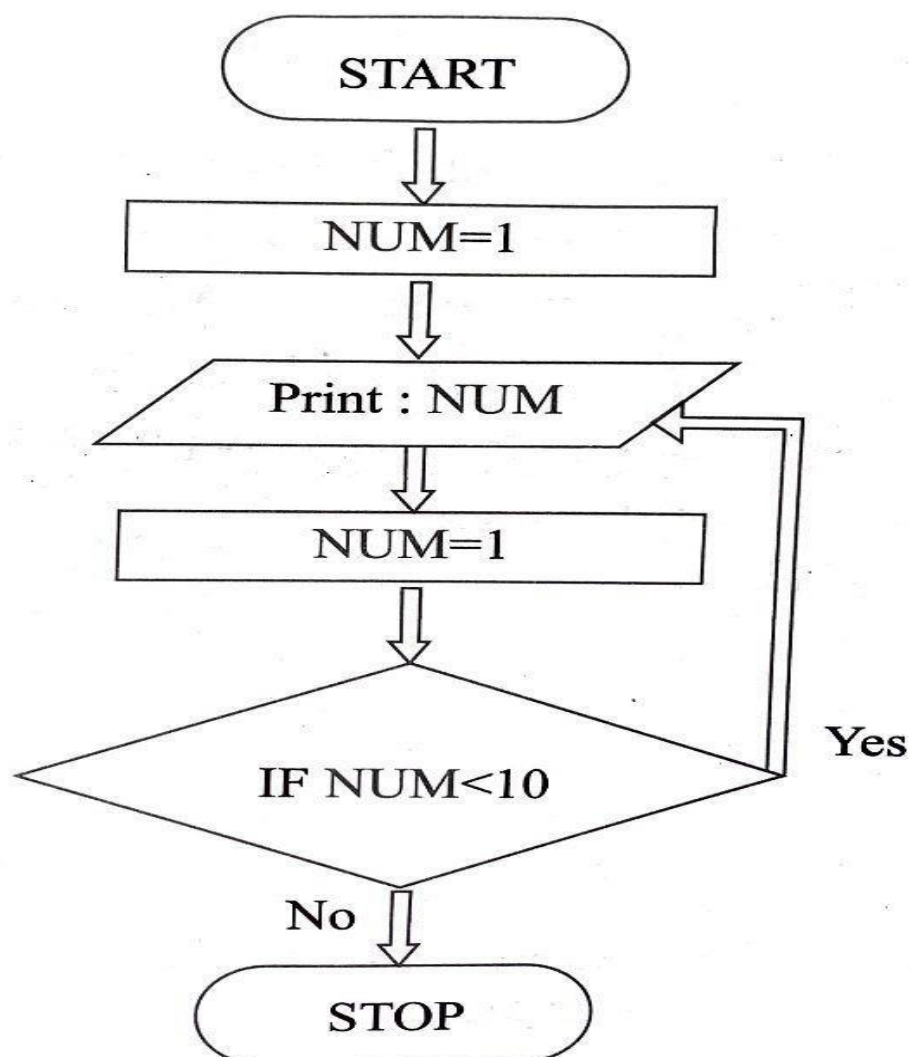 START
NUM=1
Print : NUM
NUM=1
IF NUM<10
Yes
No
STOP